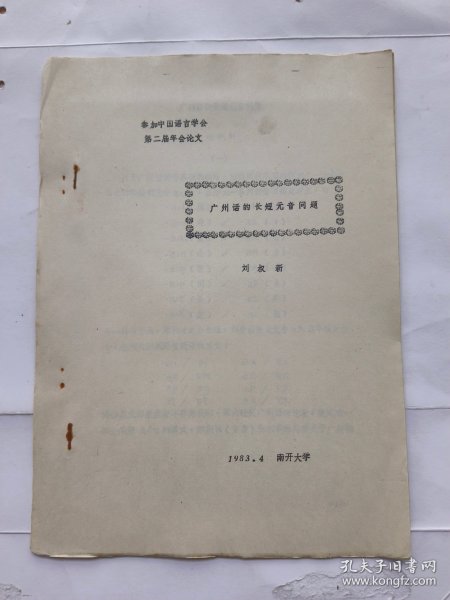 参加中国语言学会
第二届年会论文
广州话的长短元音问题
刘叔新
1983.4 南开大学
孔夫子旧书网
www.kongfz.com